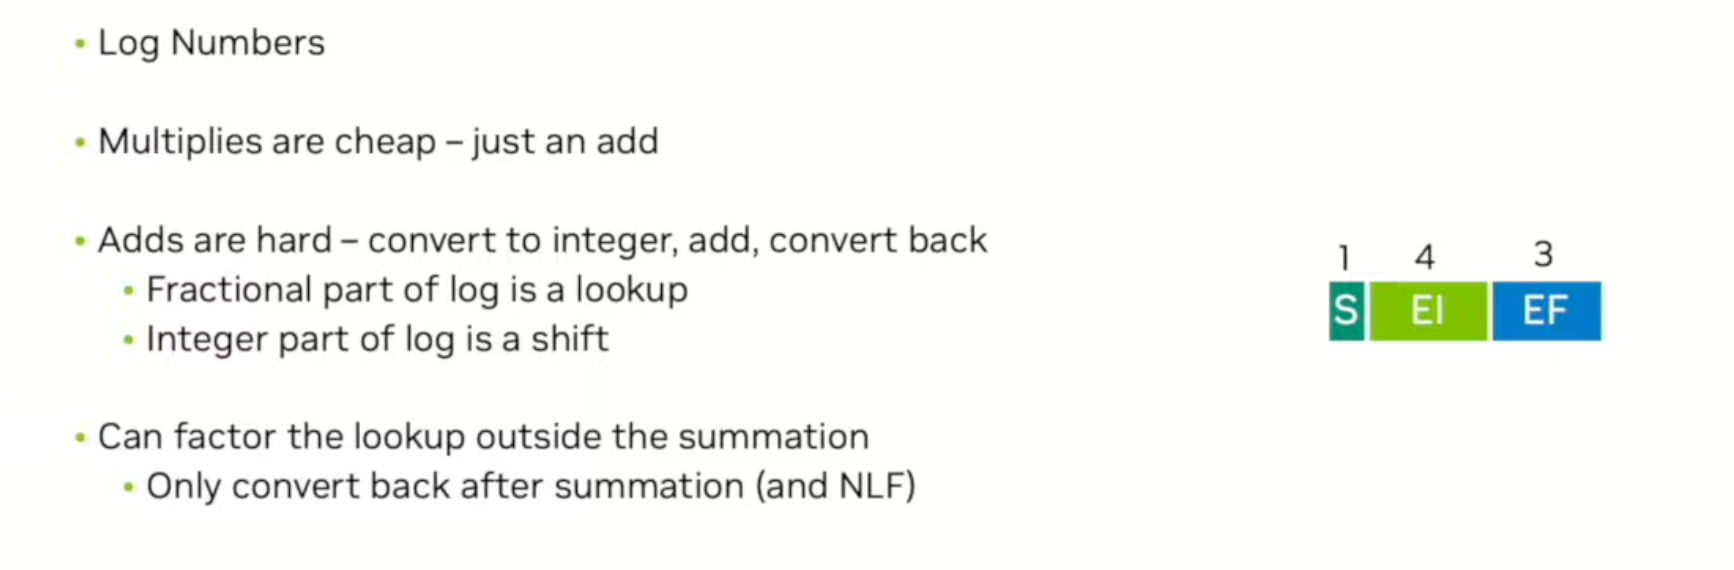 • Log Numbers
• Multiplies are cheap – just an add
• Adds are hard – convert to integer, add, convert back
• Fractional part of log is a lookup
• Integer part of log is a shift
• Can factor the lookup outside the summation
• Only convert back after summation (and NLF)
1 4 3
S EI EF